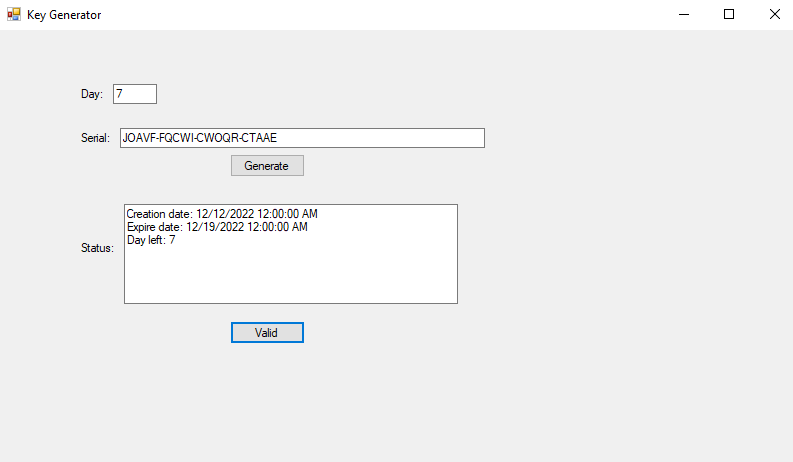 Key Generator
Day: 7
Serial: JOAVF-FQCWI-CWOQR-CTAAE
Generate
Creation date: 12/12/2022 12:00:00 AM
Expire date: 12/19/2022 12:00:00 AM
Day left: 7
Status:
Valid